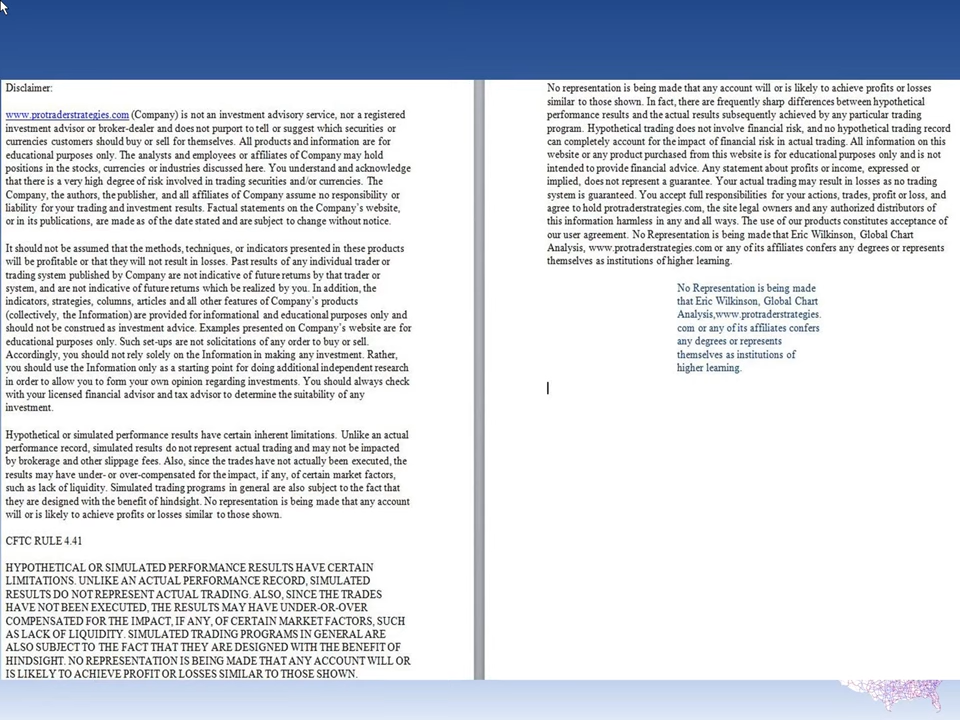 Disclaimer:
www.protraderstrategies.com (Company) is not an investment advisory service, nor a registered
investment advisor or broker-dealer and does not purport to tell or suggest which securities or
currencies customers should buy or sell for themselves. All products and information are for
educational purposes only. The analysts and employees or affiliates of Company may hold
positions in the stocks, currencies or industries discussed here. You understand and acknowledge
that there is a very high degree of risk involved in trading securities and/or currencies. The
Company, the authors, the publisher, and all affiliates of Company assume no responsibility or
liability for your trading and investment results. Factual statements on the Company's website,
or in its publications, are made as of the date stated and are subject to change without notice.
It should not be assumed that the methods, techniques, or indicators presented in these products
will be profitable or that they will not result in losses. Past results of any individual trader or
trading system published by Company are not indicative of future returns by that trader or
system, and are not indicative of future returns which be realized by you. In addition, the
indicators, strategies, columns, articles and all other features of Company's products
(collectively, the Information) are provided for informational and educational purposes only and
should not be construed as investment advice. Examples presented on Company's website are for
educational purposes only. Such set-ups are not solicitations of any order to buy or sell.
Accordingly, you should not rely solely on the Information in making any investment. Rather,
you should use the Information only as a starting point for doing additional independent research
in order to allow you to form your own opinion regarding investments. You should always check
with your licensed financial advisor and tax advisor to determine the suitability of any
investment.
Hypothetical or simulated performance results have certain inherent limitations. Unlike an actual
performance record, simulated results do not represent actual trading and may not be impacted
by brokerage and other slippage fees. Also, since the trades have not actually been executed, the
results may have under- or over-compensated for the impact, if any, of certain market factors,
such as lack of liquidity. Simulated trading programs in general are also subject to the fact that
they are designed with the benefit of hindsight. No representation is being made that any account
will or is likely to achieve profits or losses similar to those shown.
CFTC RULE 4.41
HYPOTHETICAL OR SIMULATED PERFORMANCE RESULTS HAVE CERTAIN
LIMITATIONS. UNLIKE AN ACTUAL PERFORMANCE RECORD, SIMULATED
RESULTS DO NOT REPRESENT ACTUAL TRADING. ALSO, SINCE THE TRADES
HAVE NOT BEEN EXECUTED, THE RESULTS MAY HAVE UNDER-OR-OVER
COMPENSATED FOR THE IMPACT, IF ANY, OF CERTAIN MARKET FACTORS, SUCH
AS LACK OF LIQUIDITY. SIMULATED TRADING PROGRAMS IN GENERAL ARE
ALSO SUBJECT TO THE FACT THAT THEY ARE DESIGNED WITH THE BENEFIT OF
HINDSIGHT. NO REPRESENTATION IS BEING MADE THAT ANY ACCOUNT WILL OR
IS LIKELY TO ACHIEVE PROFIT OR LOSSES SIMILAR TO THOSE SHOWN.
No representation is being made that any account will or is likely to achieve profits or losses
similar to those shown. In fact, there are frequently sharp differences between hypothetical
performance results and the actual results subsequently achieved by any particular trading
program. Hypothetical trading does not involve financial risk, and no hypothetical trading record
can completely account for the impact of financial risk in actual trading. All information on this
website or any product purchased from this website is for educational purposes only and is not
intended to provide financial advice. Any statement about profits or income, expressed or
implied, does not represent a guarantee. Your actual trading may result in losses as no trading
system is guaranteed. You accept full responsibilities for your actions, trades, profit or loss, and
agree to hold protraderstrategies.com, the site legal owners and any authorized distributors of
this information harmless in any and all ways. The use of our products constitutes acceptance of
our user agreement. No Representation is being made that Eric Wilkinson, Global Chart
Analysis, www.protraderstrategies.com or any of its affiliates confers any degrees or represents
themselves as institutions of higher learning.
No Representation is being made
that Eric Wilkinson, Global Chart
Analysis,www.protraderstrategies.
com or any of its affiliates confers
any degrees or represents
themselves as institutions of
higher learning.